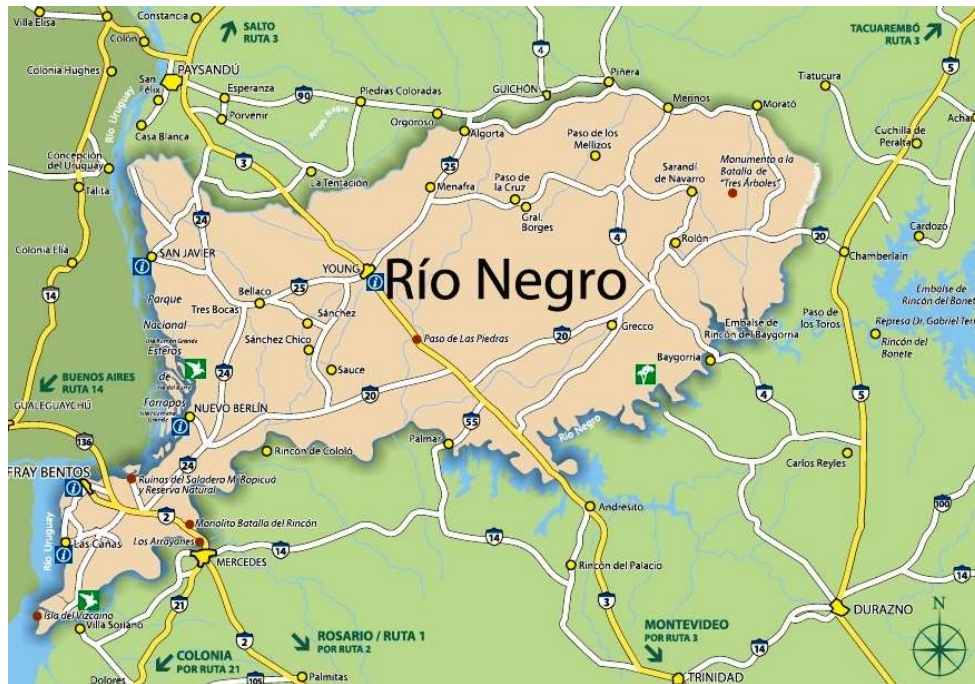 Villa Elisa
Constancia
Colón
SALTO
RUTA 3
TACUAREMBÓ
RUTA 3
Colonia Hughes
PAYSANDÚ
San
Félix
Esperanza
Porvenir
Casa Blanca
Río Uruguay
Piedras Coloradas
Arroyo Negro
GUICHÓN
Piñera
Orgoroso
Algorta
Merinos
Morató
Tiatucura
Achar
Cuchilla de
Peralta
Concepción
del Uruguay
Talita
La Tentación
Menafra
Paso de los
Mellizos
Paso de
la Cruz
Gral.
Borges
Sarandí
de Navarro
Monumento a la
Batalla de
"Tres Árboles"
Rolón
Cardozo
Chamberlain
Colonia Elía
SAN JAVIER
YOUNG
Río Negro
Bellaco
Tres Bocas
Sánchez
Sánchez Chico
Sauce
Paso de Las Piedras
Grecco
Embalse de
Rincón del Baygorria
Baygorria
Paso de
los Toros
Embalse de
Rincón del Bonete
Represa Dr. Gabriel Terr
Rincón del
Bonete
Parque
Nacional
Esteros
de
Farrapos
BUENOS AIRES
RUTA 14
GUALEGUAYCHÚ
NUEVO BERLÍN
Rincón de Cololó
Palmar
Río Negro
Carlos Reyles
FRAY BENTOS
Ruinas del Saladero M. Bopicuá
y Reserva Natural
Manolito Batalla del Rincón
Los Arrayanes
Las Cañas
Río Uruguay
MERCEDES
Andresito
Rincón del Palacio
Isla del Vizcaíno
Villa Soriano
Dolores
COLONIA
POR RUTA 21
ROSARIO / RUTA 1
POR RUTA 2
Palmitas
MONTEVIDEO
POR RUTA 3
TRINIDAD
DURAZNO
N
4
5
90
3
25
24
4
20
25
14
24
20
20
5
136
24
55
4
2
14
100
21
2
3
14
14
105